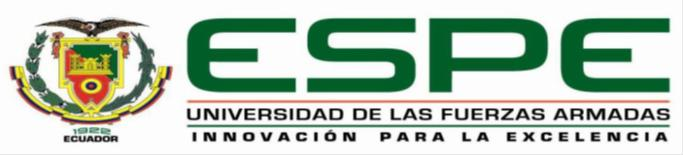 ESPE
UNIVERSIDAD DE LAS FUERZAS ARMADAS
INNOVACIÓN PARA LA EXCELENCIA
1922
ECUADOR